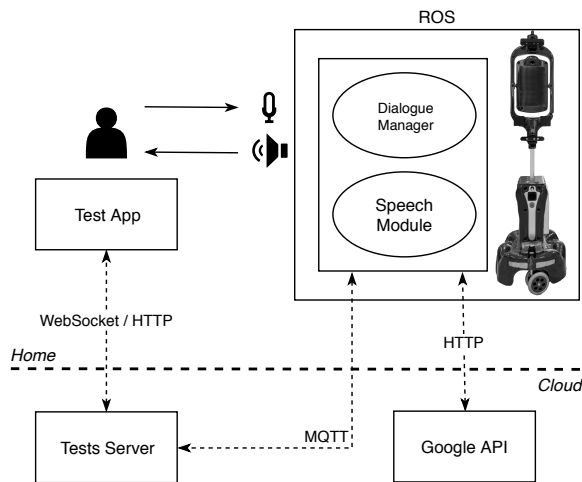 ROS
Dialogue
Manager
Speech
Module
Test App
WebSocket / HTTP
HTTP
Home
Cloud
Tests Server
MQTT
Google API